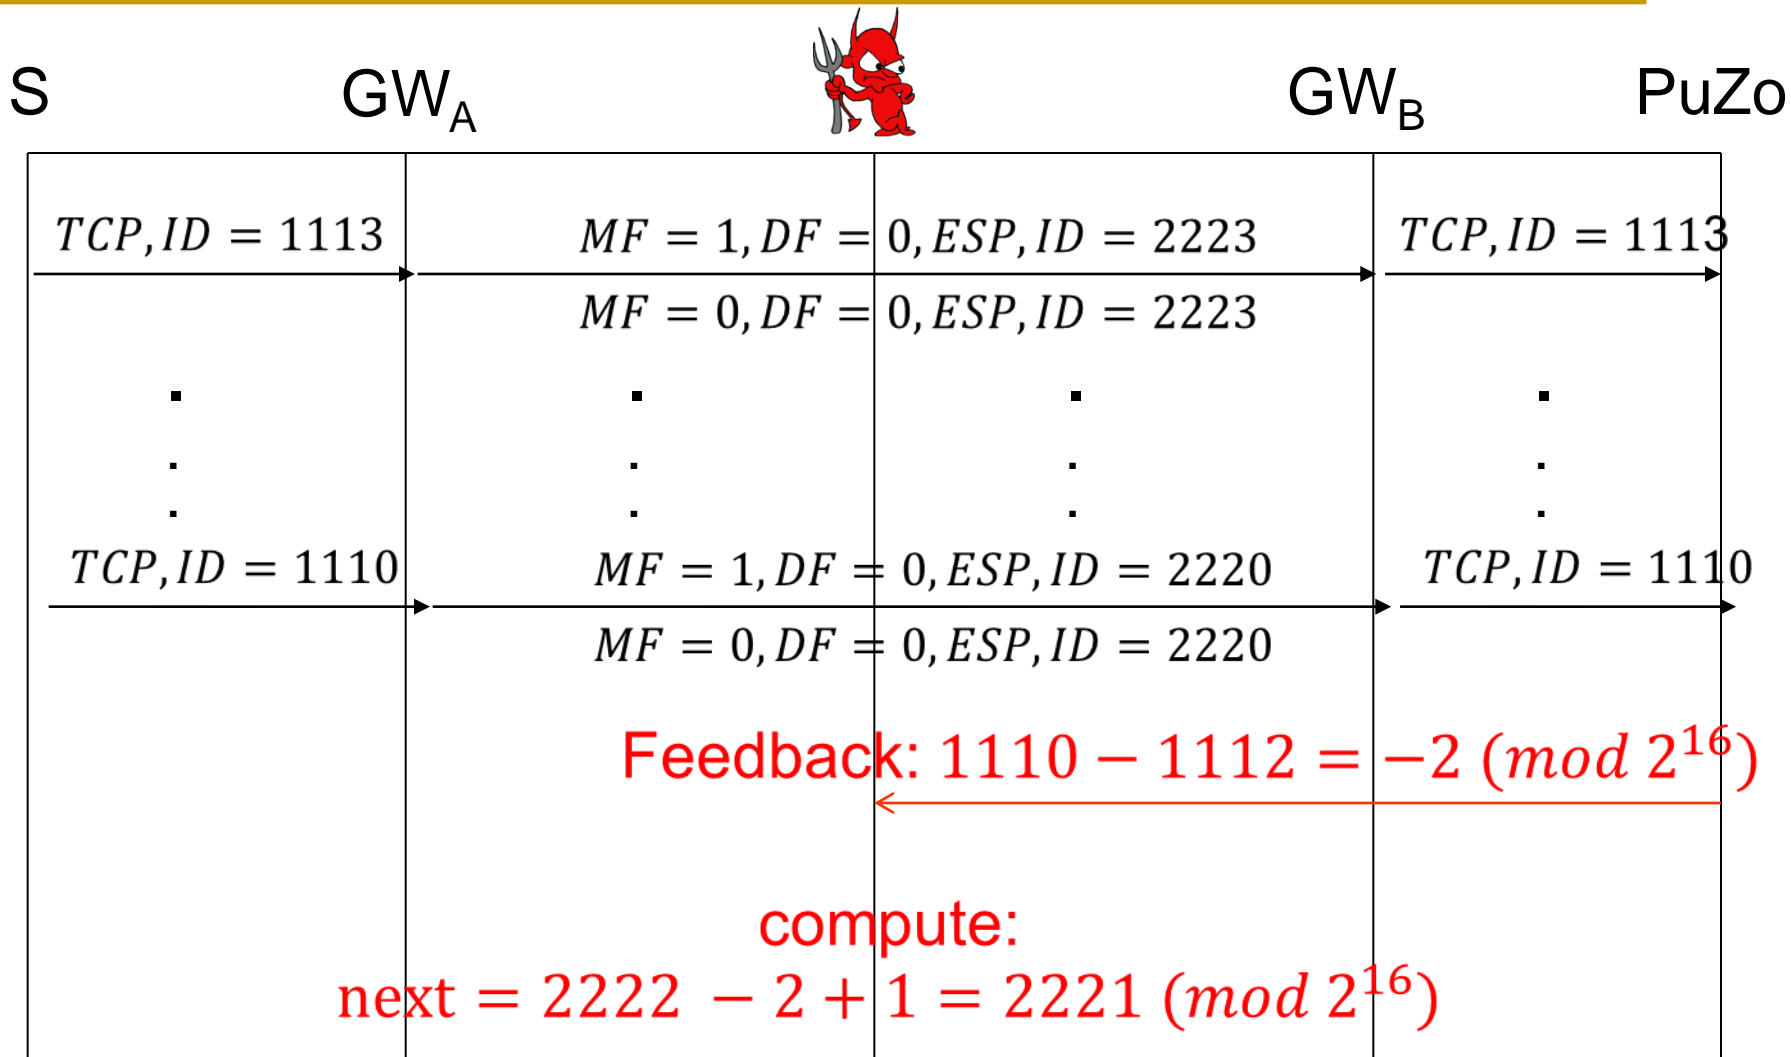 S GW_A GW_B PuZo
TCP, ID = 1113 MF = 1, DF = 0, ESP, ID = 2223 TCP, ID = 1113
MF = 0, DF = 0, ESP, ID = 2223
TCP, ID = 1110 MF = 1, DF = 0, ESP, ID = 2220 TCP, ID = 1110
MF = 0, DF = 0, ESP, ID = 2220
Feedback: 1110 − 1112 = −2 (mod 2^16)
compute:
next = 2222 − 2 + 1 = 2221 (mod 2^16)